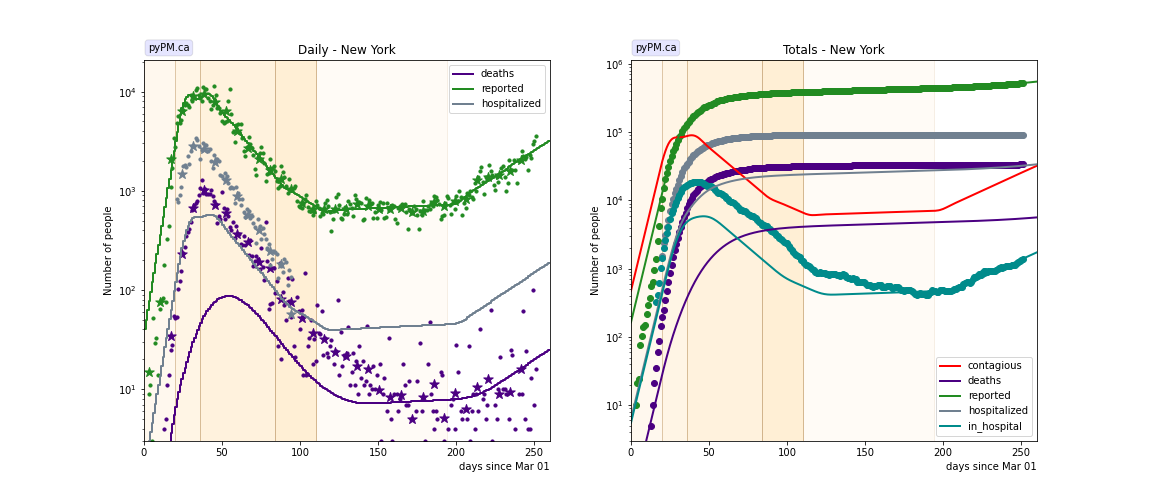 pyPM.ca
Daily - New York
Number of people
10⁴
10³
10²
10¹
deaths
reported
hospitalized
0
50
100
150
200
250
days since Mar 01
pyPM.ca
Totals - New York
Number of people
10⁶
10⁵
10⁴
10³
10²
10¹
contagious
deaths
reported
hospitalized
in_hospital
0
50
100
150
200
250
days since Mar 01